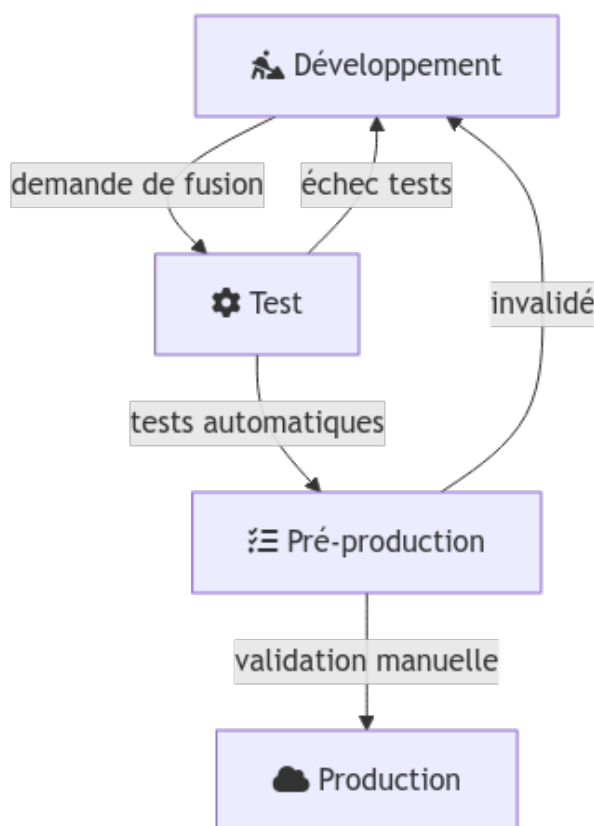 Développement
demande de fusion
échec tests
Test
invalidé
tests automatiques
Pré-production
validation manuelle
Production